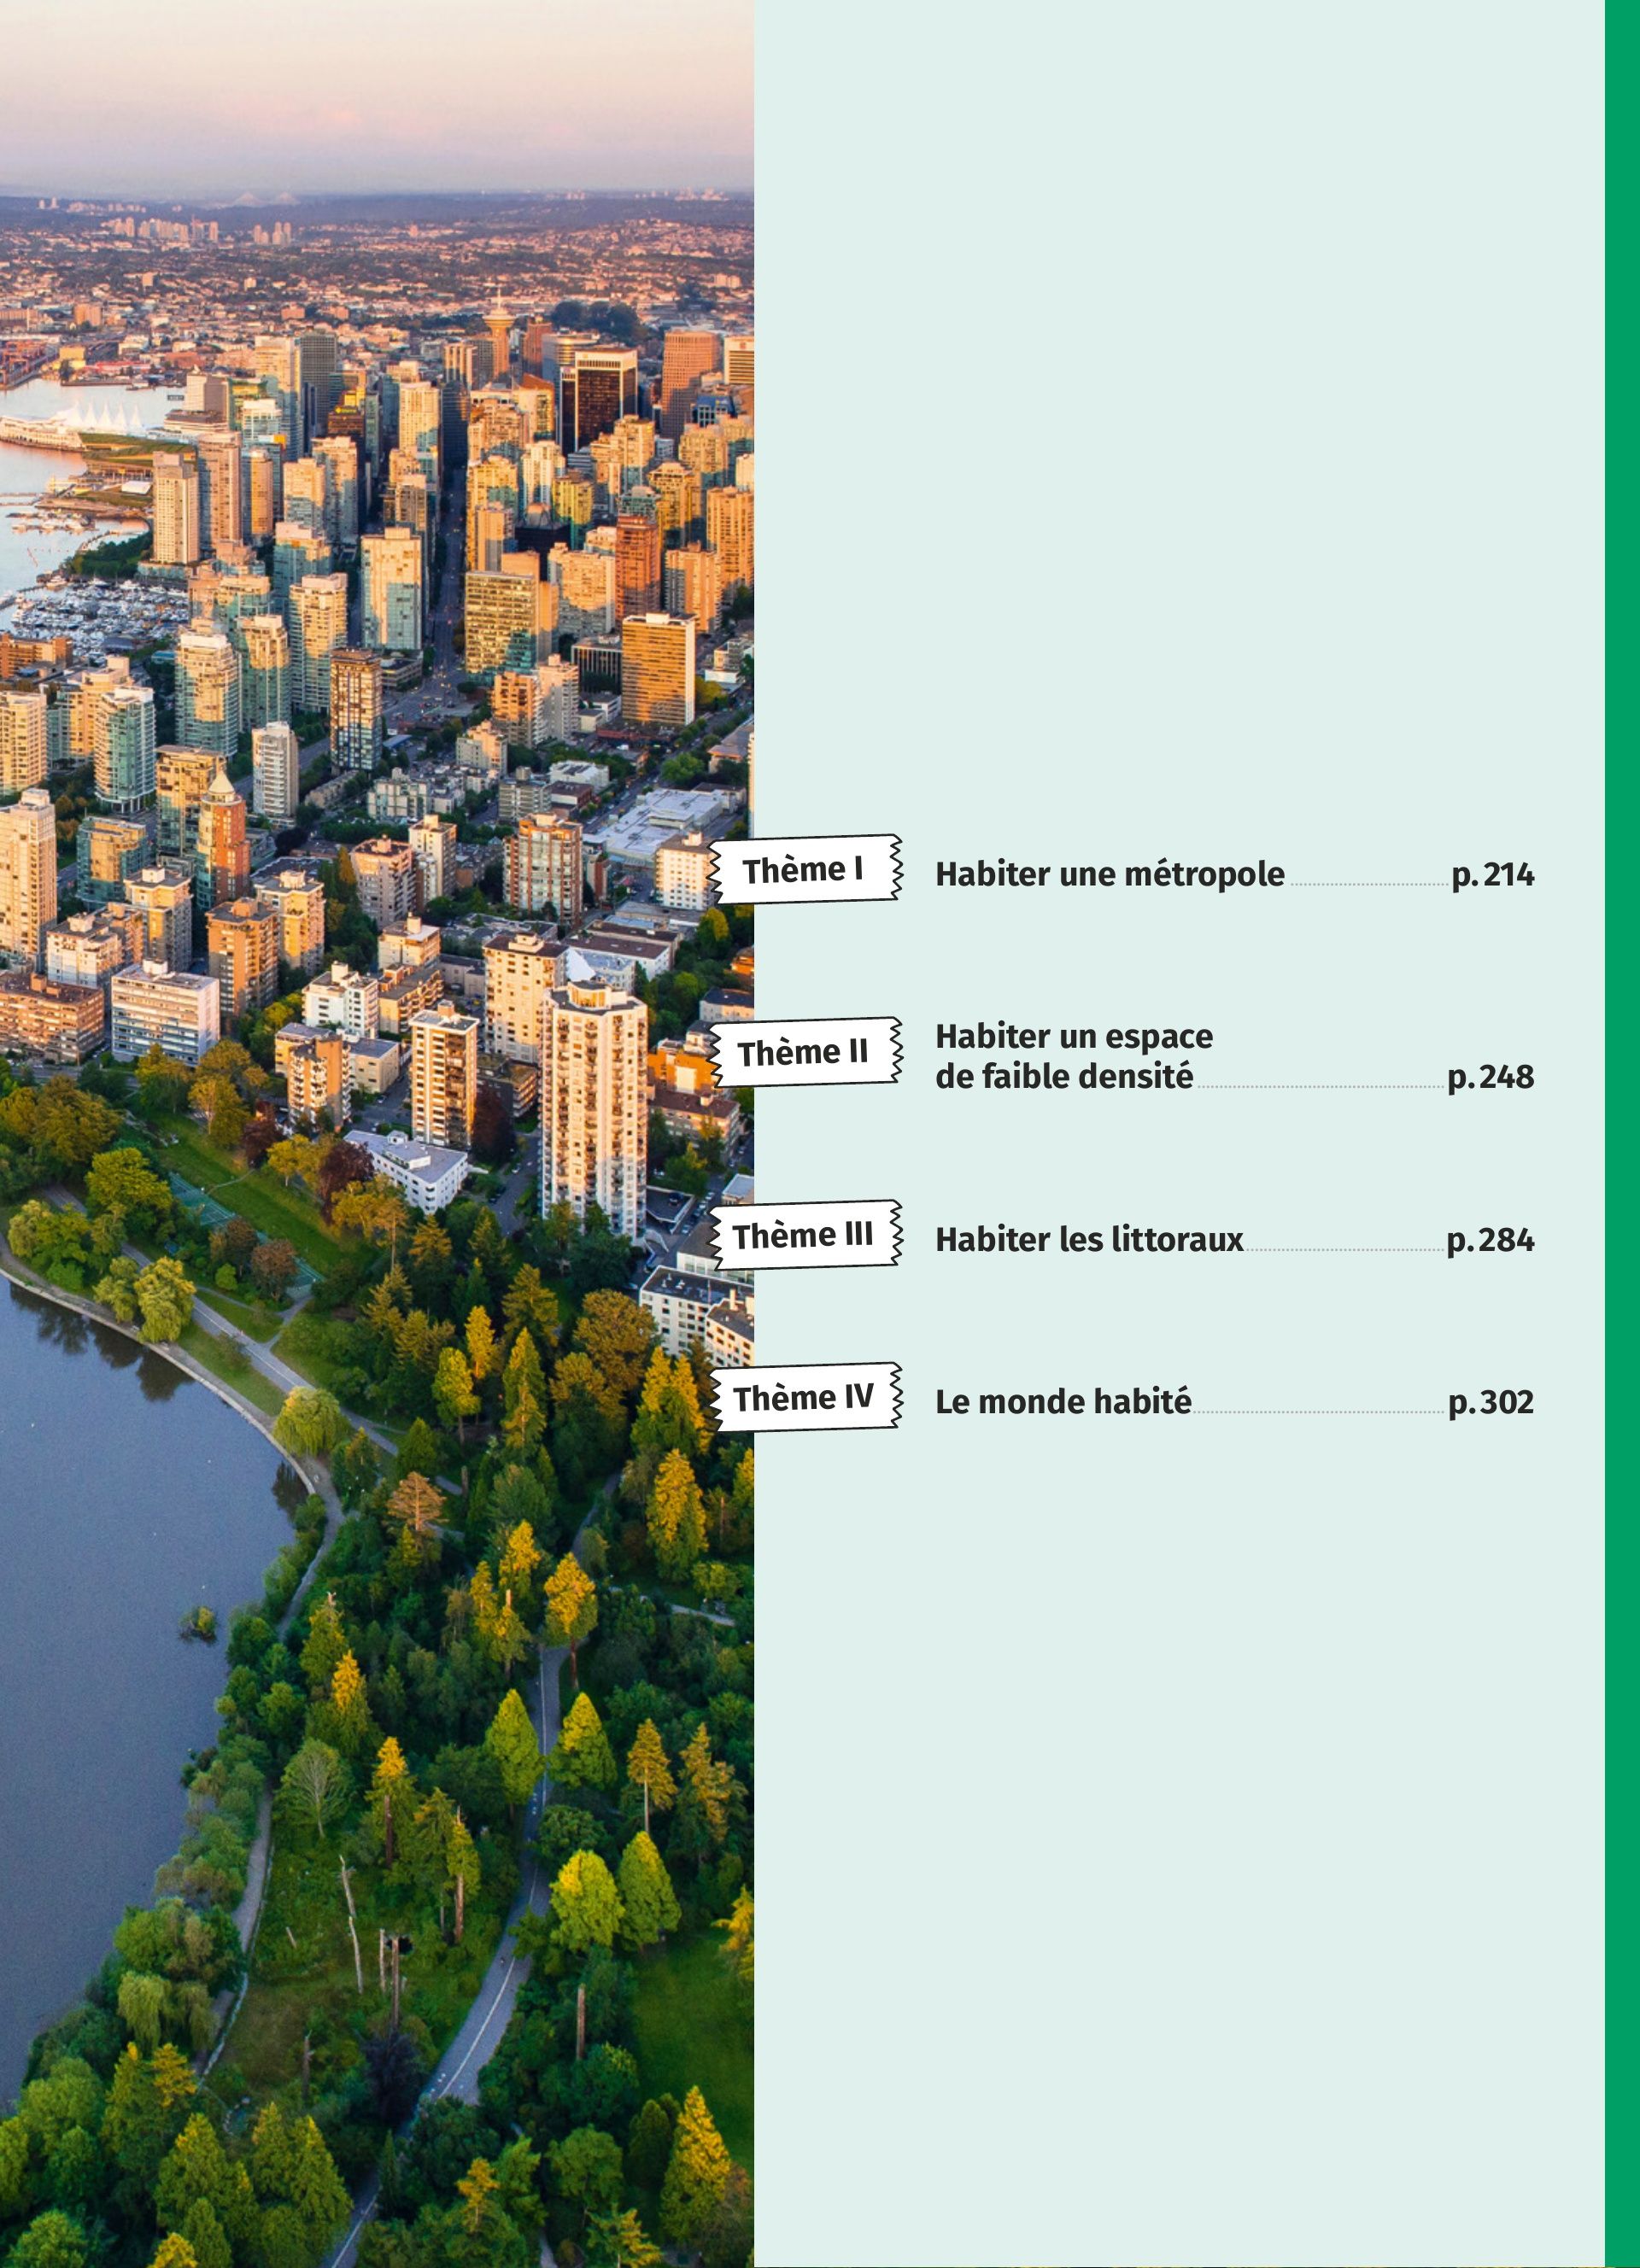 Thème I Habiter une métropole p. 214
Thème II Habiter un espace
de faible densité p. 248
Thème III Habiter les littoraux p. 284
Thème IV Le monde habité p. 302